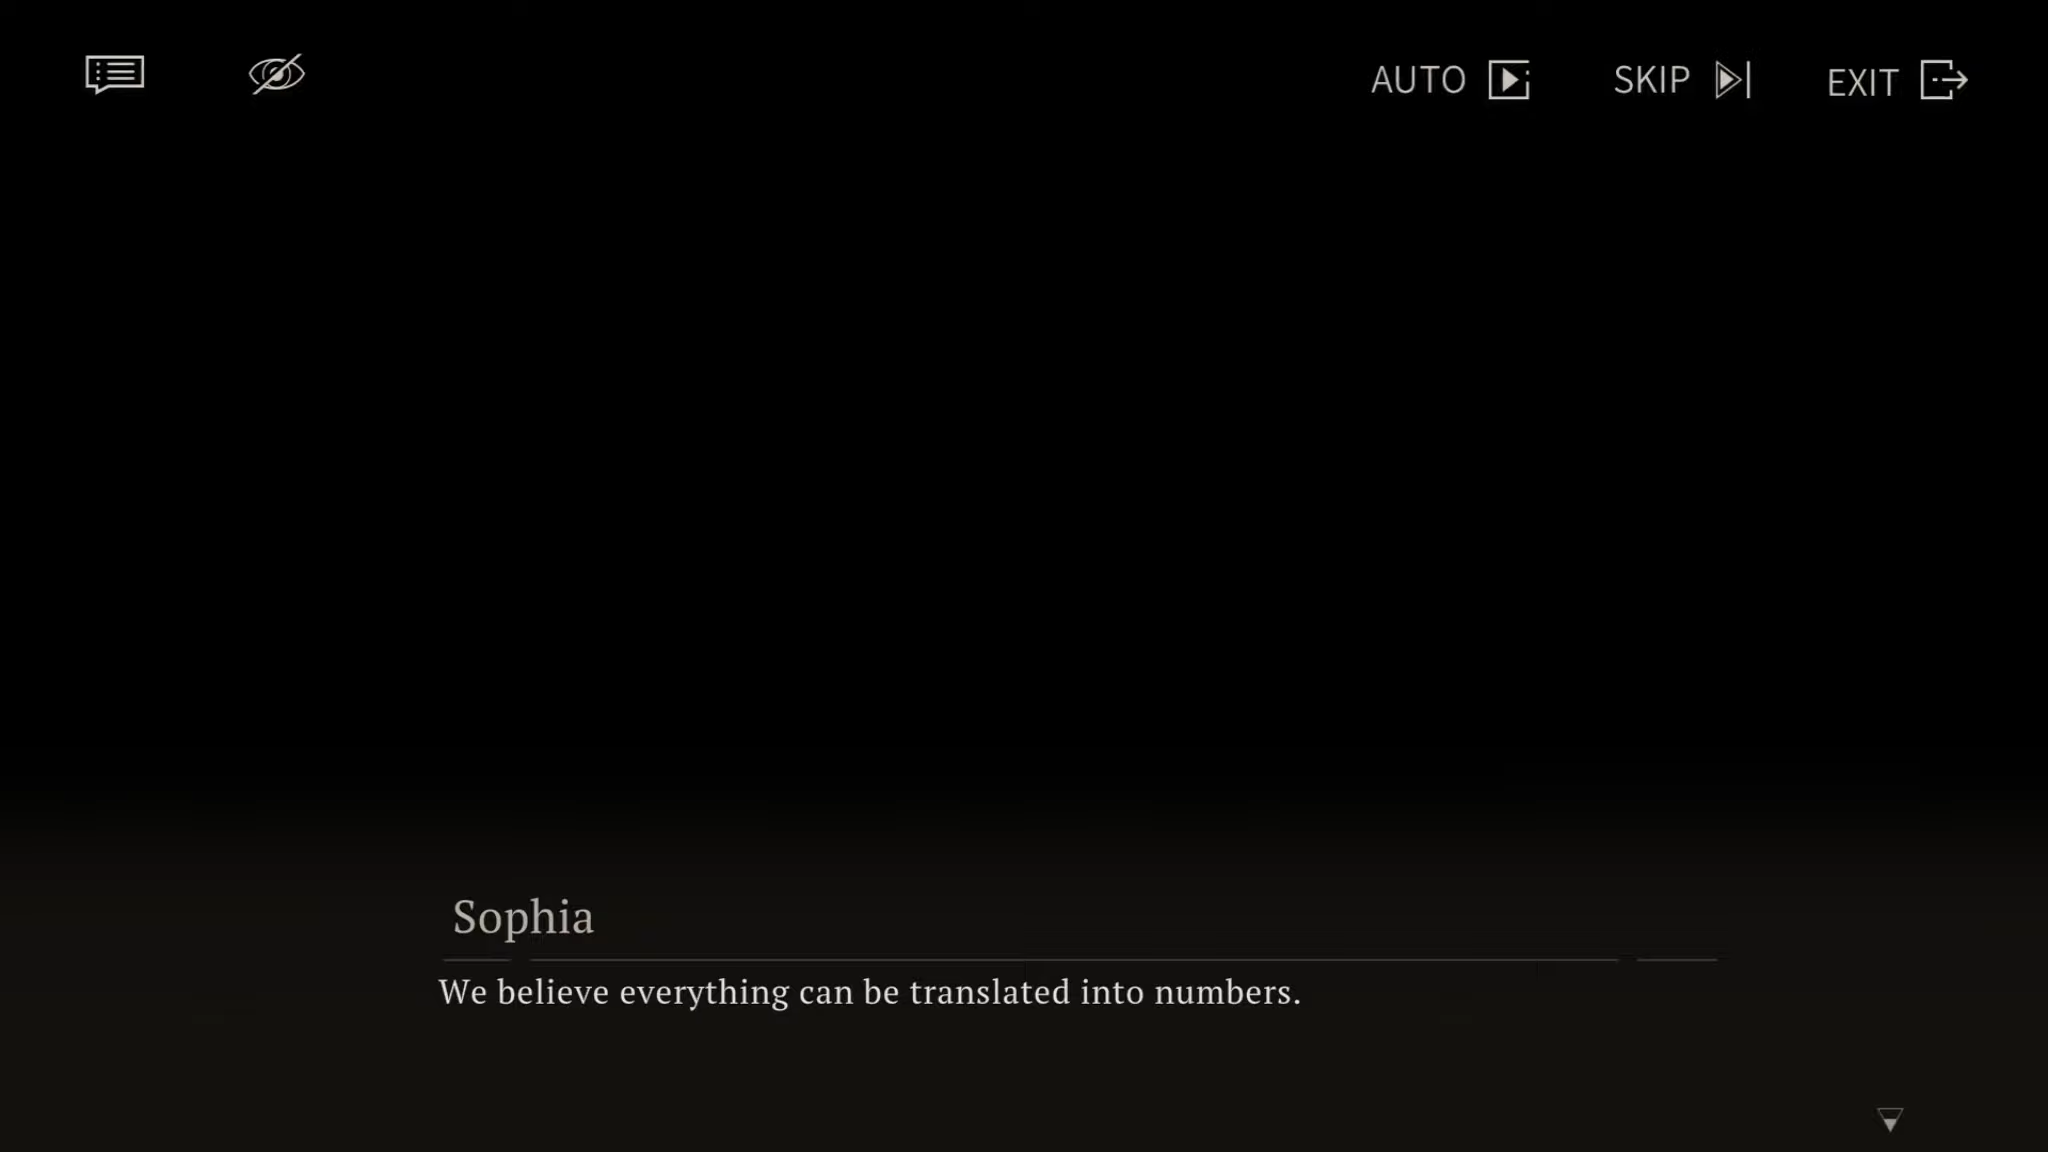 AUTO
SKIP
EXIT
Sophia
We believe everything can be translated into numbers.